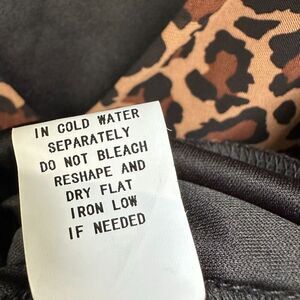 IN COLD WATER
SEPARATELY
DO NOT BLEACH
RESHAPE AND
DRY FLAT
IRON LOW
IF NEEDED